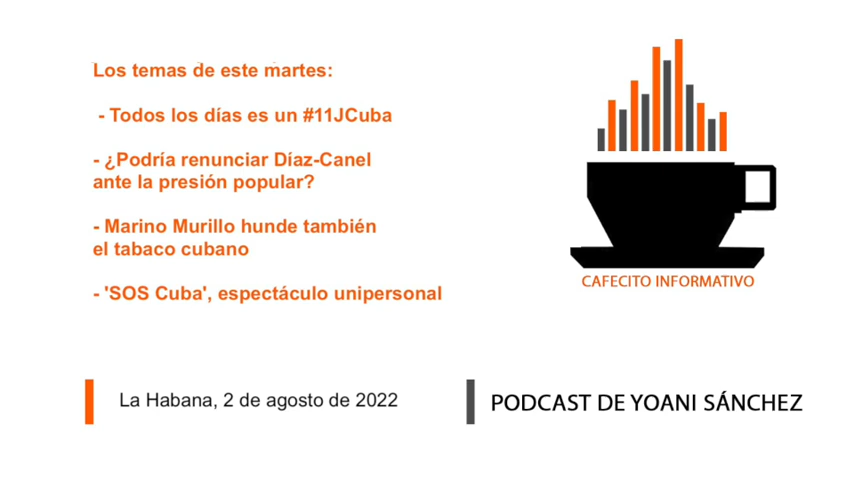 Los temas de este martes:
- Todos los días es un #11JCuba
- ¿Podría renunciar Díaz-Canel
ante la presión popular?
- Marino Murillo hunde también
el tabaco cubano
- 'SOS Cuba', espectáculo unipersonal
CAFECITO INFORMATIVO
La Habana, 2 de agosto de 2022
PODCAST DE YOANI SÁNCHEZ